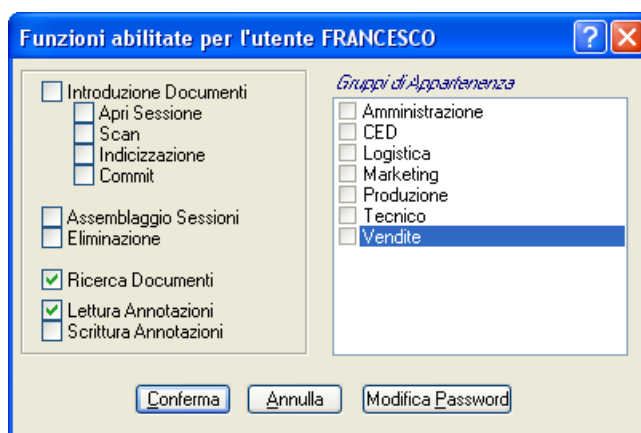 Funzioni abilitate per l'utente FRANCESCO
Introduzione Documenti
Apri Sessione
Scan
Indicizzazione
Commit
Assemblaggio Sessioni
Eliminazione
Ricerca Documenti
Lettura Annotazioni
Scrittura Annotazioni
Gruppi di Appartenenza
Amministrazione
CED
Logistica
Marketing
Produzione
Tecnico
Vendite
Conferma
Annulla
Modifica Password